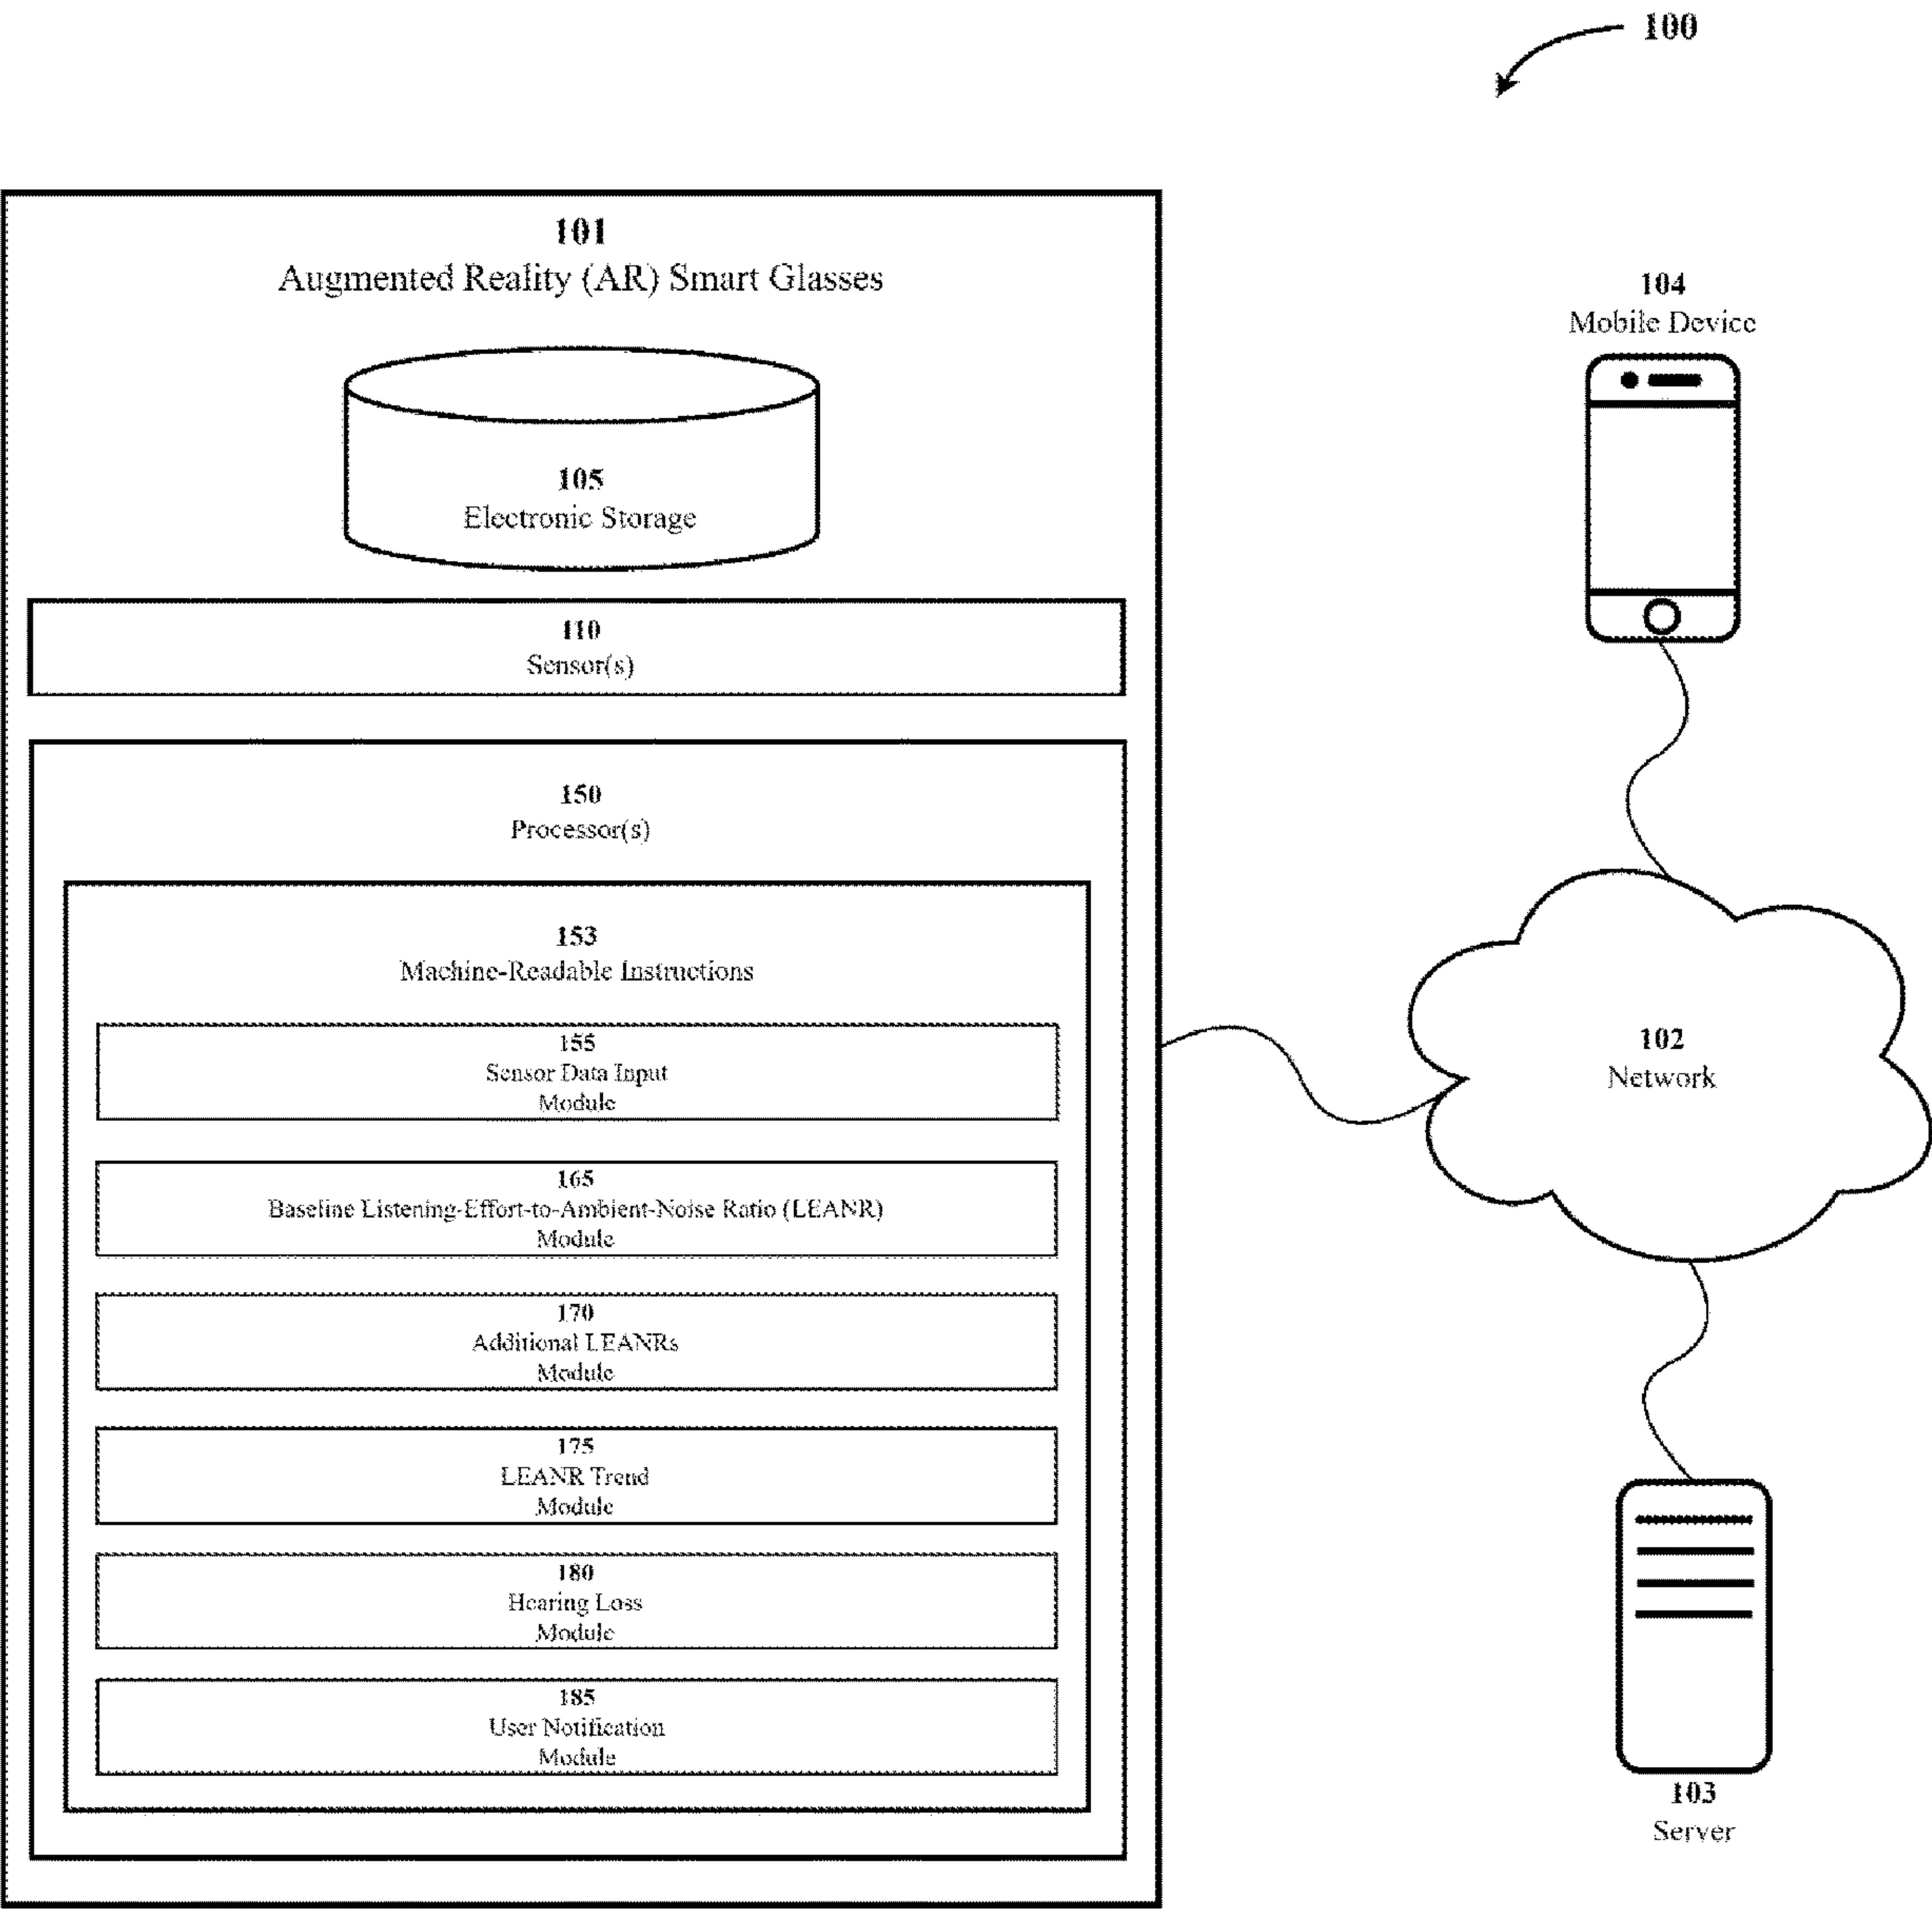 100
101
Augmented Reality (AR) Smart Glasses
105
Electronic Storage
110
Sensor(s)
150
Processor(s)
153
Machine-Readable Instructions
155
Sensor Data Input
Module
165
Baseline Listening-Effort-to-Ambient-Noise Ratio (LEANR)
Module
170
Additional LEANRs
Module
175
LEANR Trend
Module
180
Hearing Loss
Module
185
User Notification
Module
104
Mobile Device
102
Network
103
Server